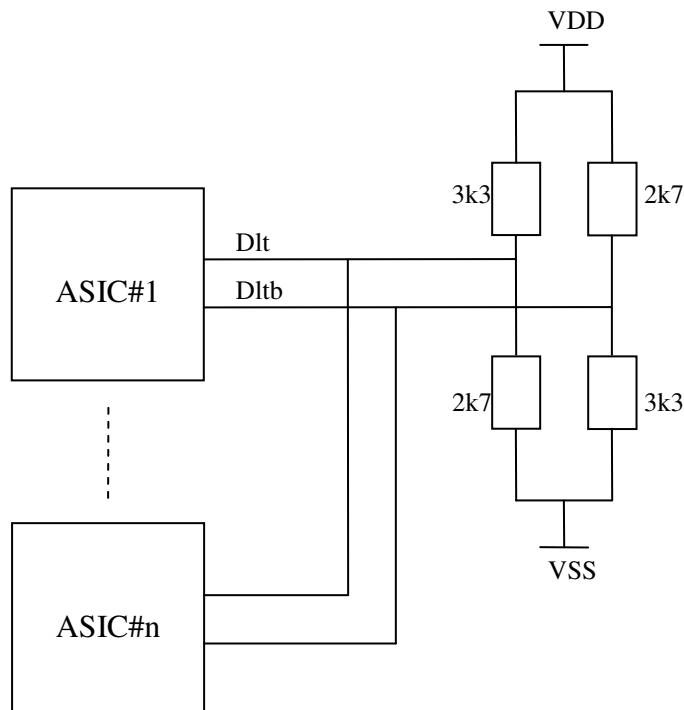 VDD
3k3
2k7
Dlt
ASIC#1
Dltb
2k7
3k3
VSS
ASIC#n